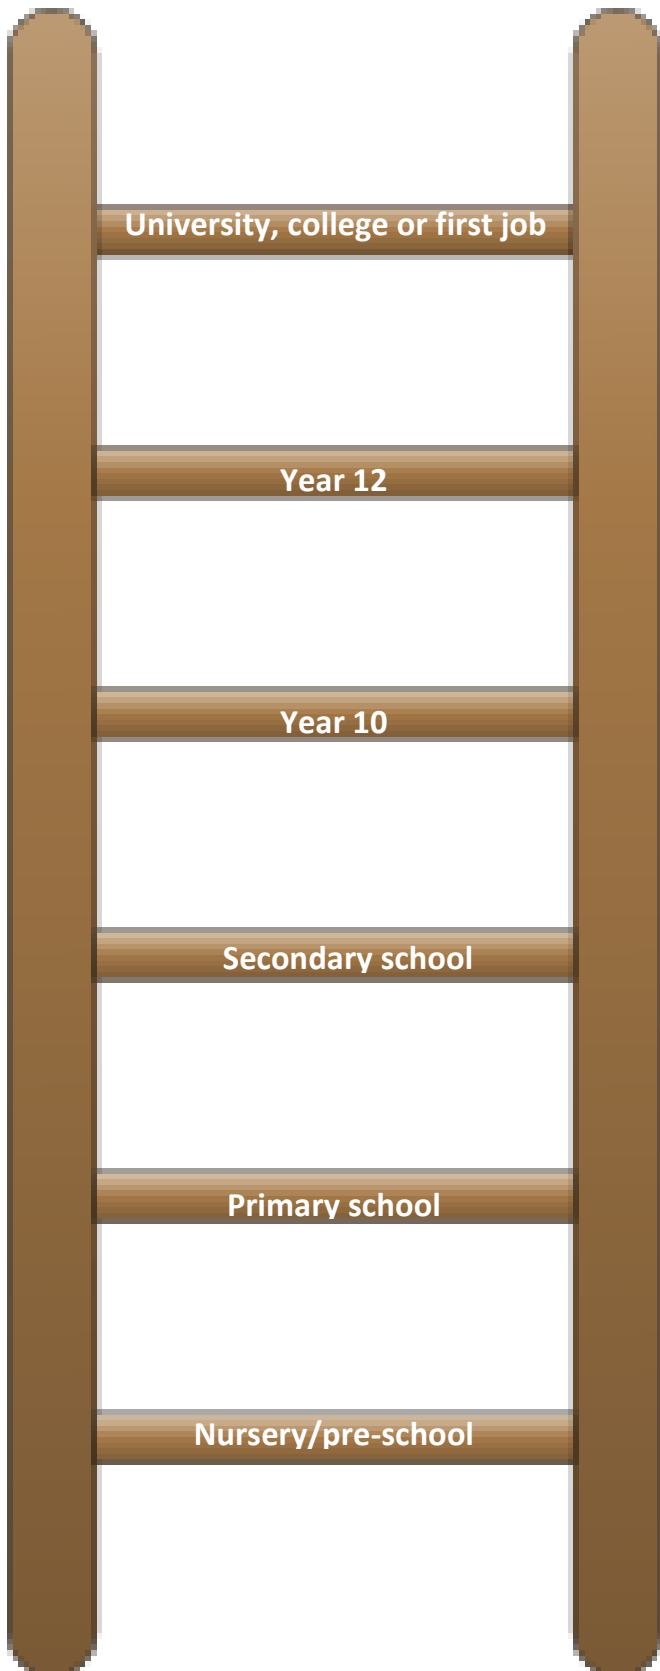 University, college or first job
Year 12
Year 10
Secondary school
Primary school
Nursery/pre-school